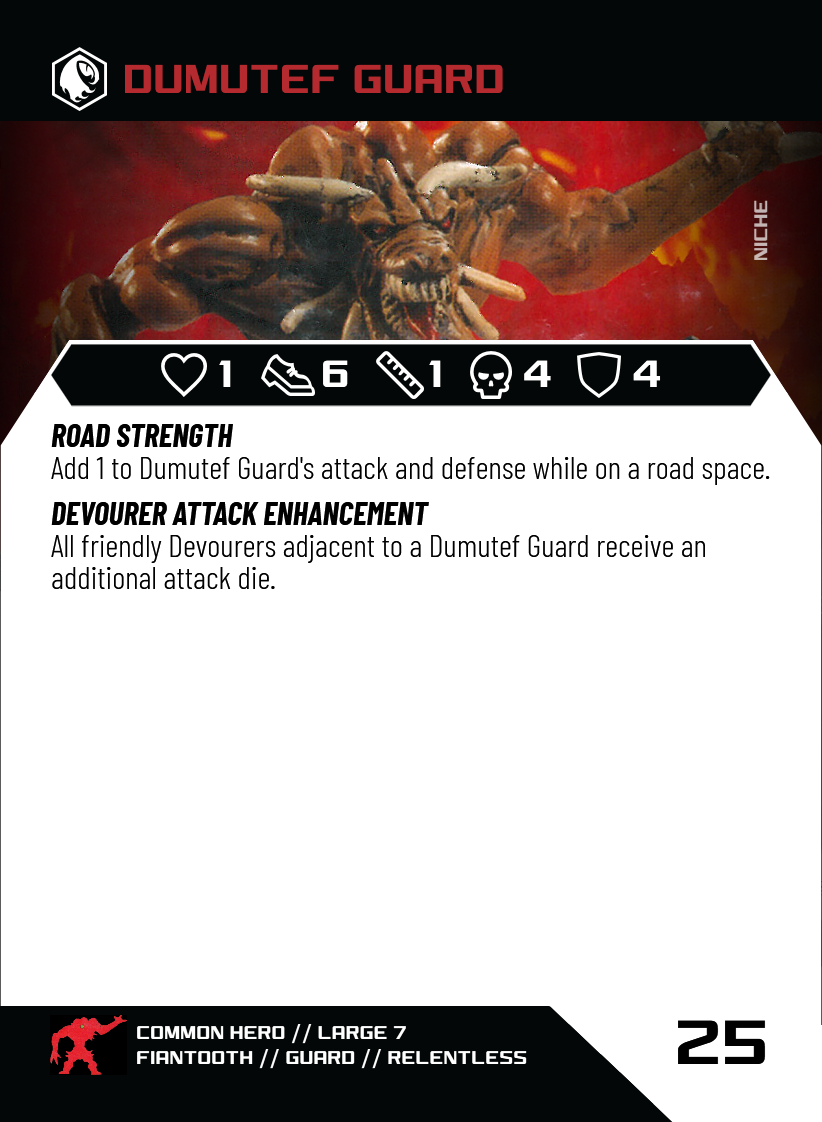 DUMUTEF GUARD
NICHE
1 6 1 4 4
ROAD STRENGTH
Add 1 to Dumutef Guard's attack and defense while on a road space.
DEVOURER ATTACK ENHANCEMENT
All friendly Devourers adjacent to a Dumutef Guard receive an
additional attack die.
COMMON HERO // LARGE 7
FIANTOOTH // GUARD // RELENTLESS
25